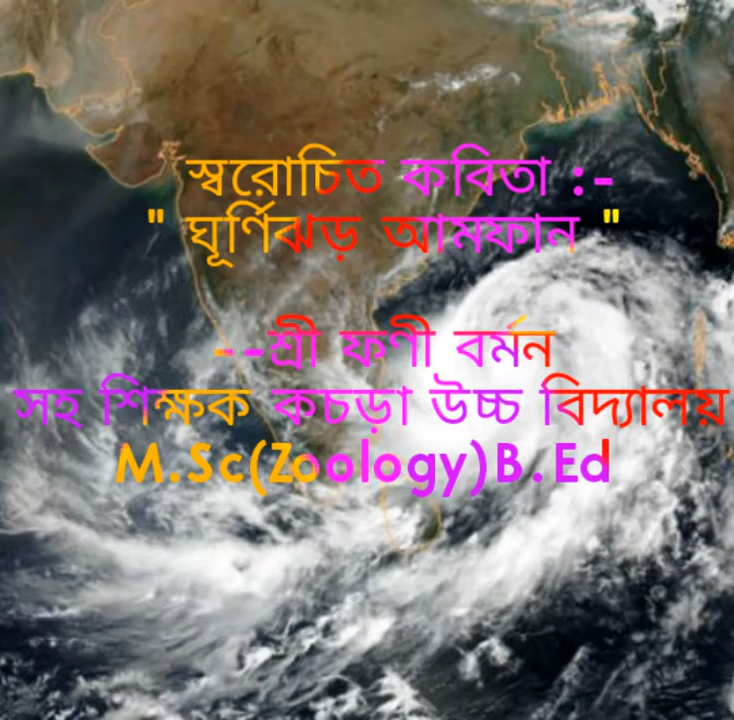 স্বরোচিত কবিতা :-
" ঘূর্ণিঝড় আমফান "
--শ্রী ফণী বর্মন
সহ শিক্ষক কচড়া উচ্চ বিদ্যালয়
M.Sc(Zoology)B.Ed